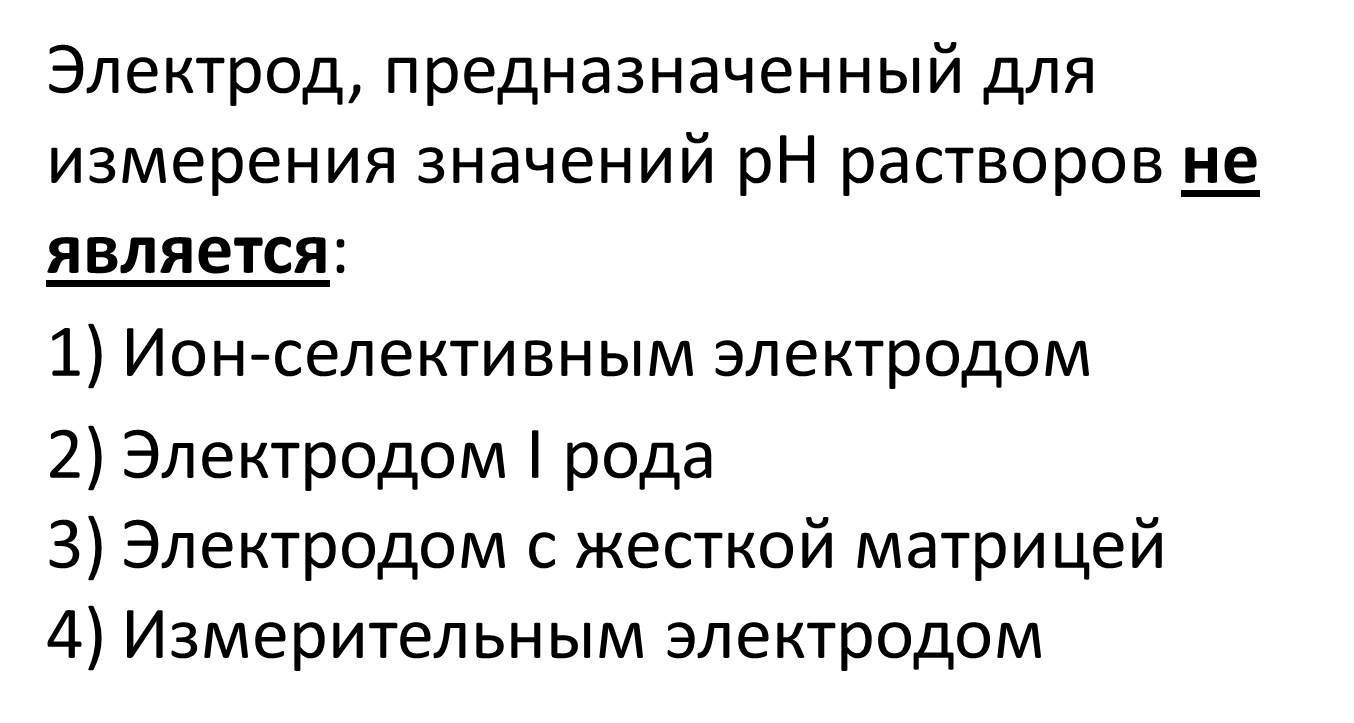 Электрод, предназначенный для
измерения значений pH растворов не
является:
1) Ион-селективным электродом
2) Электродом I рода
3) Электродом с жесткой матрицей
4) Измерительным электродом